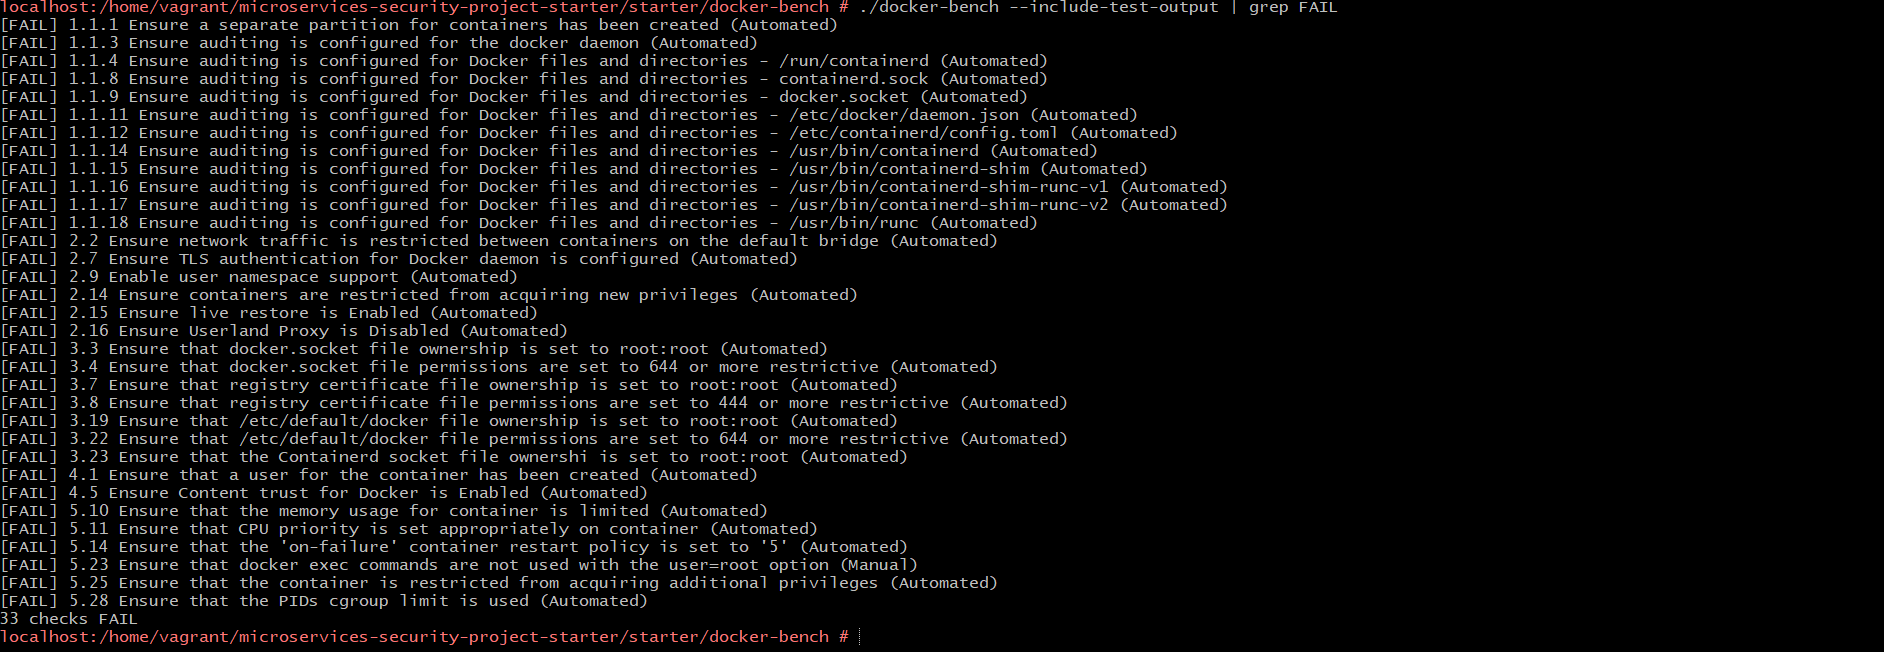 localhost:/home/vagrant/microservices-security-project-starter/starter/docker-bench # ./docker-bench --include-test-output | grep FAIL
[FAIL] 1.1.1 Ensure a separate partition for containers has been created (Automated)
[FAIL] 1.1.3 Ensure auditing is configured for the docker daemon (Automated)
[FAIL] 1.1.4 Ensure auditing is configured for Docker files and directories - /run/containerd (Automated)
[FAIL] 1.1.8 Ensure auditing is configured for Docker files and directories - containerd.sock (Automated)
[FAIL] 1.1.9 Ensure auditing is configured for Docker files and directories - docker.socket (Automated)
[FAIL] 1.1.11 Ensure auditing is configured for Docker files and directories - /etc/docker/daemon.json (Automated)
[FAIL] 1.1.12 Ensure auditing is configured for Docker files and directories - /etc/containerd/config.toml (Automated)
[FAIL] 1.1.14 Ensure auditing is configured for Docker files and directories - /usr/bin/containerd (Automated)
[FAIL] 1.1.15 Ensure auditing is configured for Docker files and directories - /usr/bin/containerd-shim (Automated)
[FAIL] 1.1.16 Ensure auditing is configured for Docker files and directories - /usr/bin/containerd-shim-runc-v1 (Automated)
[FAIL] 1.1.17 Ensure auditing is configured for Docker files and directories - /usr/bin/containerd-shim-runc-v2 (Automated)
[FAIL] 1.1.18 Ensure auditing is configured for Docker files and directories - /usr/bin/runc (Automated)
[FAIL] 2.2 Ensure network traffic is restricted between containers on the default bridge (Automated)
[FAIL] 2.7 Ensure TLS authentication for Docker daemon is configured (Automated)
[FAIL] 2.9 Enable user namespace support (Automated)
[FAIL] 2.14 Ensure containers are restricted from acquiring new privileges (Automated)
[FAIL] 2.15 Ensure live restore is Enabled (Automated)
[FAIL] 2.16 Ensure Userland Proxy is Disabled (Automated)
[FAIL] 3.3 Ensure that docker.socket file ownership is set to root:root (Automated)
[FAIL] 3.4 Ensure that docker.socket file permissions are set to 644 or more restrictive (Automated)
[FAIL] 3.7 Ensure that registry certificate file ownership is set to root:root (Automated)
[FAIL] 3.8 Ensure that registry certificate file permissions are set to 444 or more restrictive (Automated)
[FAIL] 3.19 Ensure that /etc/default/docker file ownership is set to root:root (Automated)
[FAIL] 3.22 Ensure that /etc/default/docker file permissions are set to 644 or more restrictive (Automated)
[FAIL] 3.23 Ensure that the Containerd socket file ownershi is set to root:root (Automated)
[FAIL] 4.1 Ensure that a user for the container has been created (Automated)
[FAIL] 4.5 Ensure Content trust for Docker is Enabled (Automated)
[FAIL] 5.10 Ensure that the memory usage for container is limited (Automated)
[FAIL] 5.11 Ensure that CPU priority is set appropriately on container (Automated)
[FAIL] 5.14 Ensure that the 'on-failure' container restart policy is set to '5' (Automated)
[FAIL] 5.23 Ensure that docker exec commands are not used with the user=root option (Manual)
[FAIL] 5.25 Ensure that the container is restricted from acquiring additional privileges (Automated)
[FAIL] 5.28 Ensure that the PIDs cgroup limit is used (Automated)
33 checks FAIL
localhost:/home/vagrant/microservices-security-project-starter/starter/docker-bench #